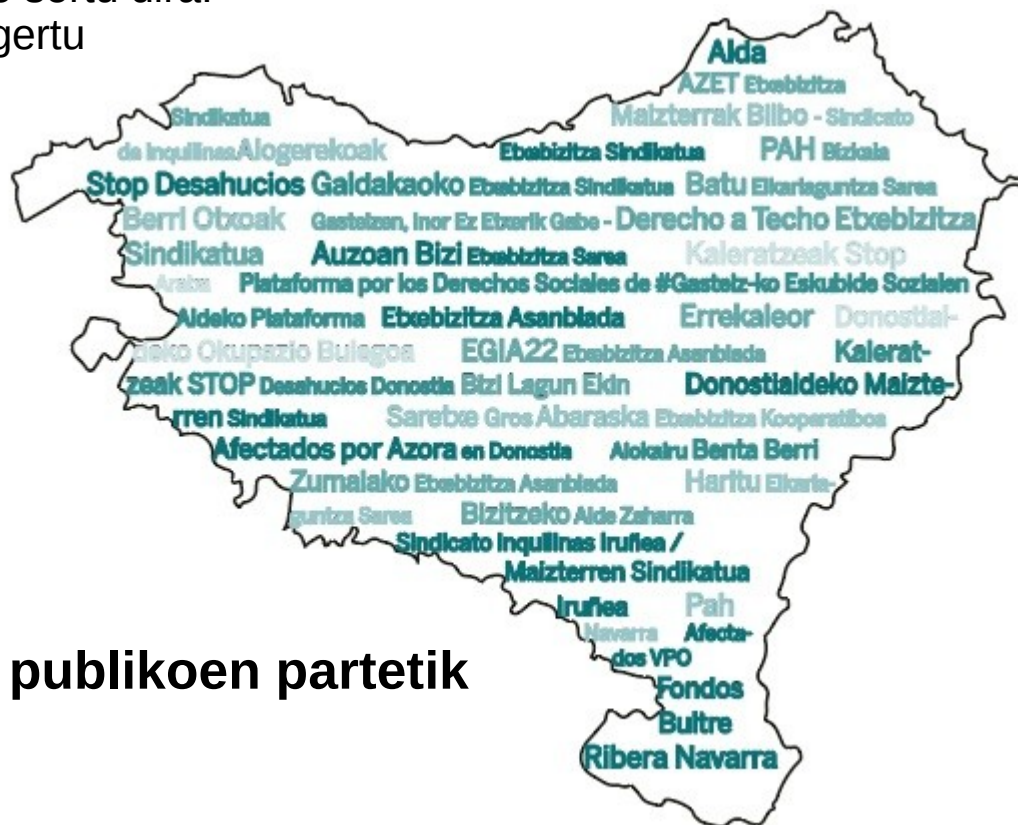 sortu dira.
gertu
Alda
AZET Etxebizitza
Sindikatua Maizterrak Bilbo - Sindicato
de Inquilinas Alogerekoak Etxebizitza Sindikatua PAH Bizkaia
Stop Desahucios Galdakaoko Etxebizitza Sindikatua Batu Elkarlaguntza Sarea
Berri Otxoak Gasteizen, Inor Ez Etxerik Gabe - Derecho a Techo Etxebizitza
Sindikatua Auzoan Bizi Etxebizitza Sarea Kaleratzeak Stop
Araba Plataforma por los Derechos Sociales de #Gasteiz-ko Eskubide Sozialen
Aldeko Plataforma Etxebizitza Asanblada Errekaleor Donostial-
deko Okupazio Bulegoa EGIA22 Etxebizitza Asanblada Kalerat-
zeak STOP Desahucios Donostia Bizi Lagun Ekin Donostialdeko Maizte-
rren Sindikatua Saretxe Gros Abaraska Etxebizitza Kooperatiboa
Afectados por Azora en Donostia Alokairu Benta Berri
Zumaiako Etxebizitza Asanblada Haritu Elkarla-
guntza Sarea Bizitzeko Alde Zaharra
Sindicato Inquilinas Iruñea /
Maizterren Sindikatua
Iruñea Pah
Navarra Afecta-
dos VPO
publikoen partetik
Fondos
Buitre
Ribera Navarra